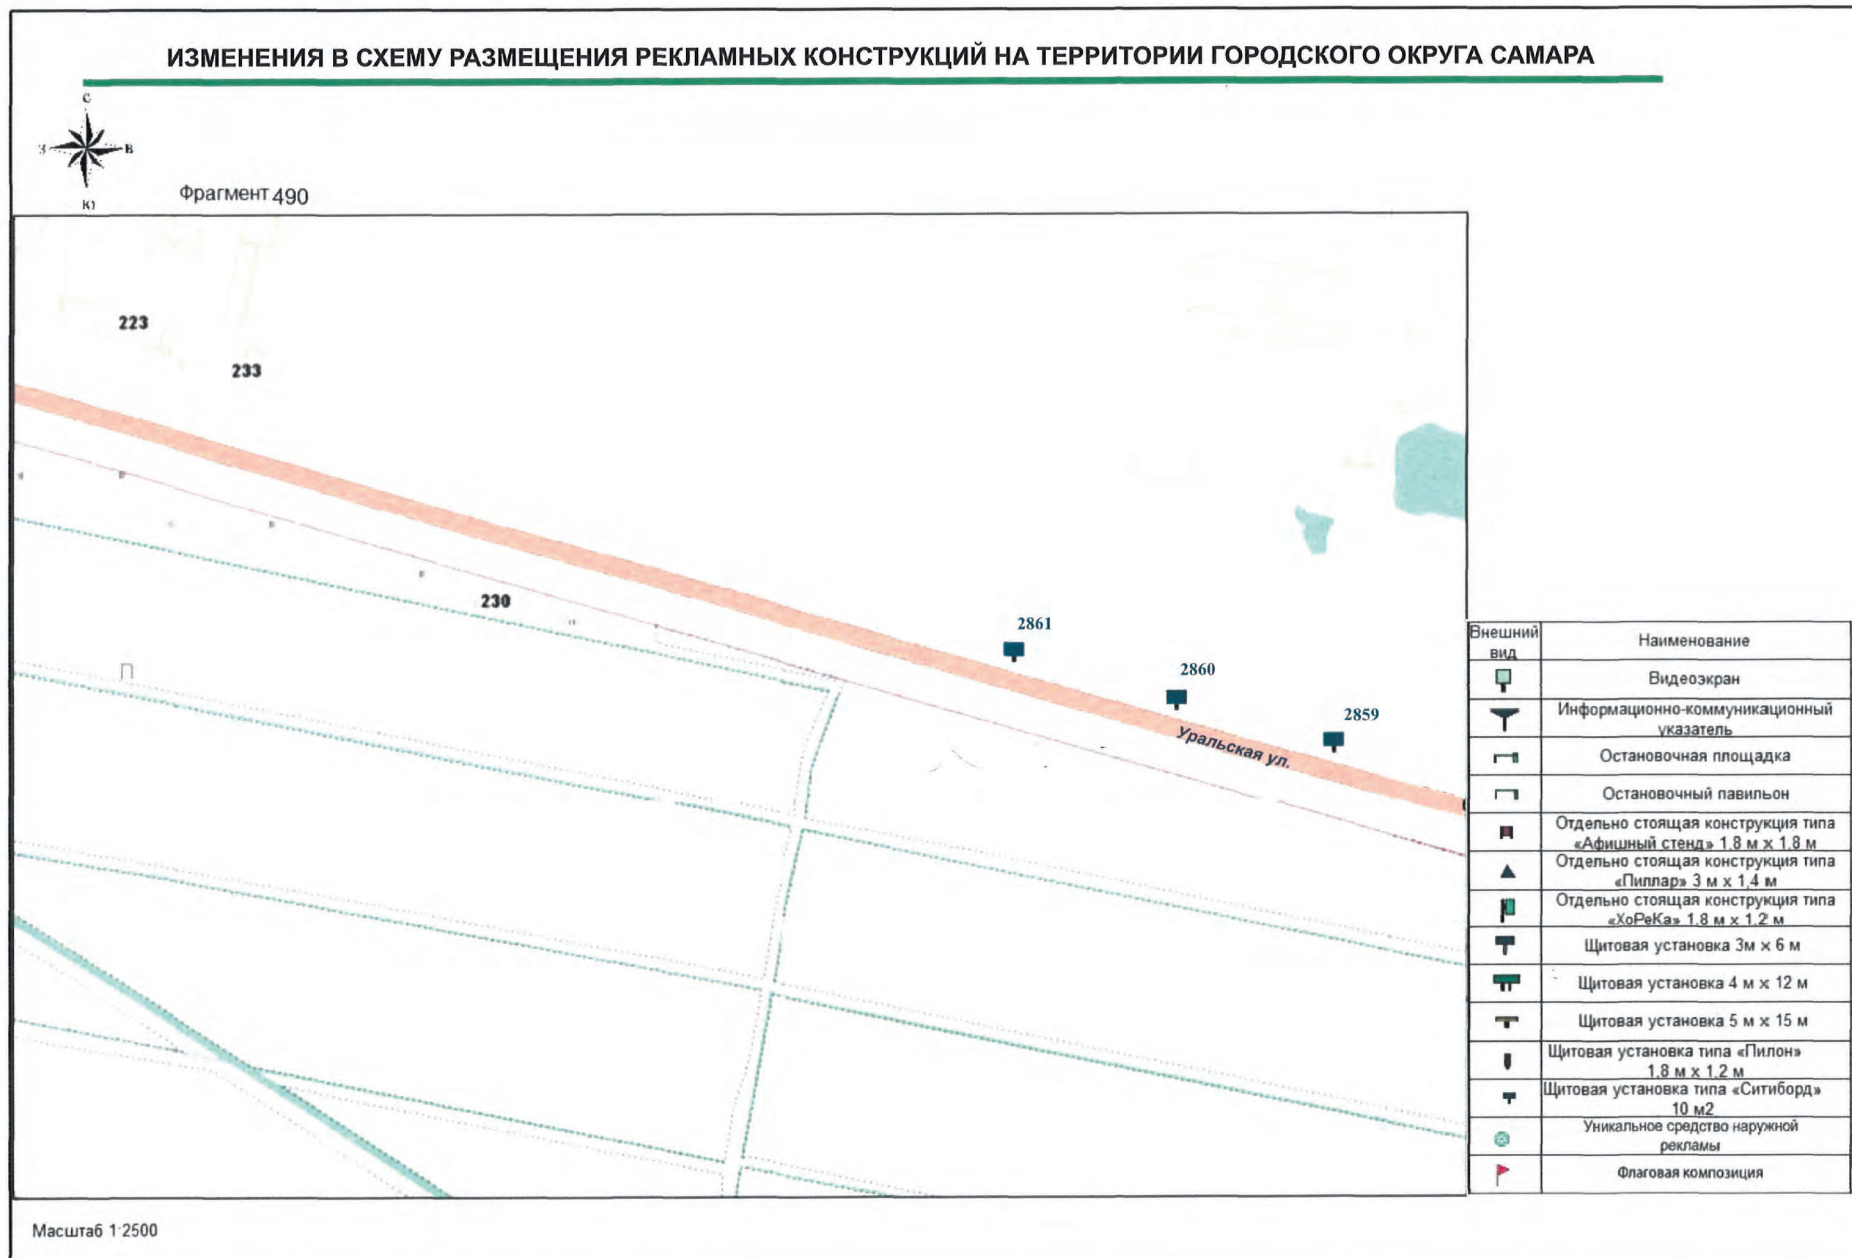 ИЗМЕНЕНИЯ В СХЕМУ РАЗМЕЩЕНИЯ РЕКЛАМНЫХ КОНСТРУКЦИЙ НА ТЕРРИТОРИИ ГОРОДСКОГО ОКРУГА САМАРА
С
З
В
Фрагмент 490
223
233
230
2861
2860
2859
Уральская ул.
Внешний
вид
Наименование
Видеоэкран
Информационно-коммуникационный
указатель
Остановочная площадка
Остановочный павильон
Отдельно стоящая конструкция типа
«Афишный стенд» 1.8 м х 1.8 м
Отдельно стоящая конструкция типа
«Пиллар» 3 м х 1,4 м
Отдельно стоящая конструкция типа
«ХоРеКа» 1.8 м х 1.2 м
Щитовая установка 3м х 6 м
Щитовая установка 4 м х 12 м
Щитовая установка 5 м х 15 м
Щитовая установка типа «Пилон»
1.8 м х 1.2 м
Щитовая установка типа «Ситиборд»
10 м2
Уникальное средство наружной
рекламы
Флаговая композиция
Масштаб 1:2500